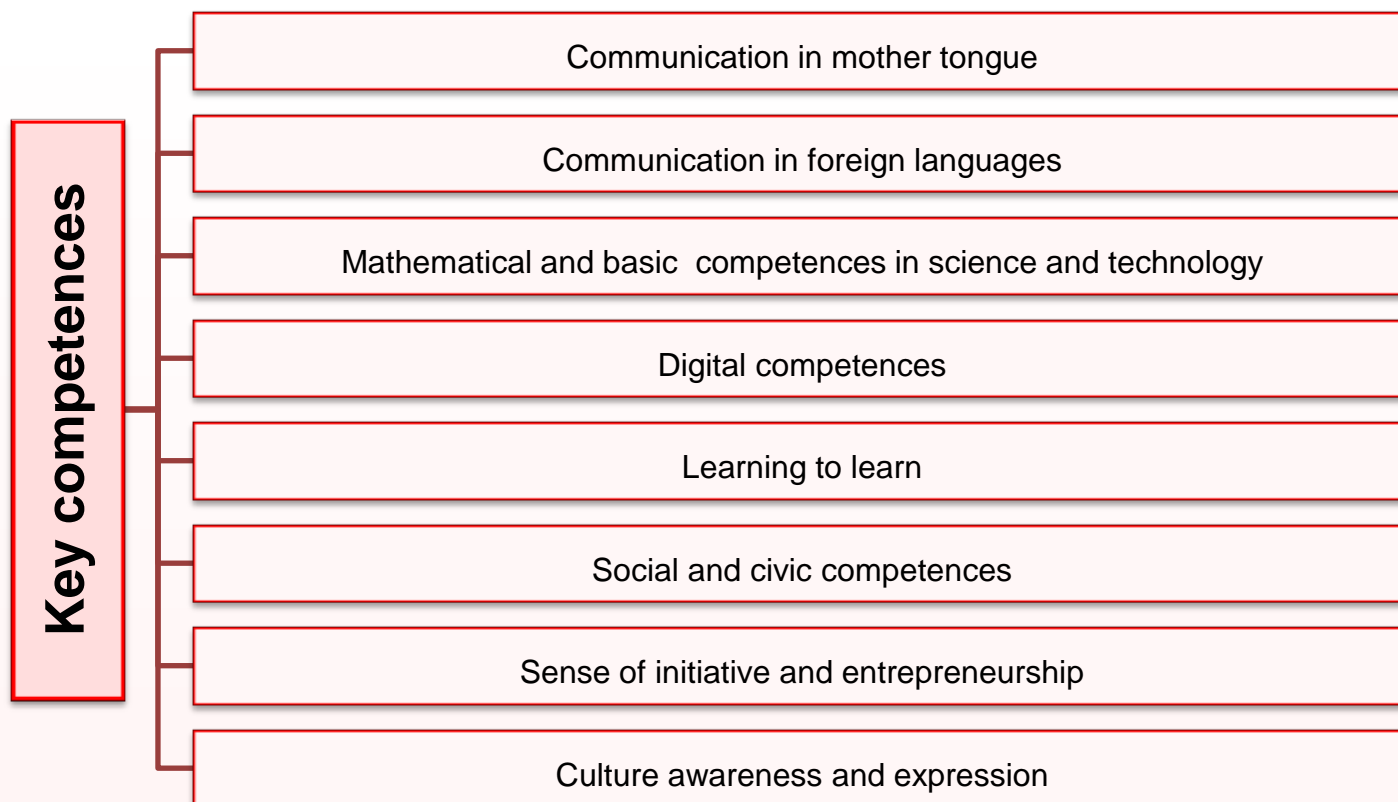 Key competences
Communication in mother tongue
Communication in foreign languages
Mathematical and basic  competences in science and technology
Digital competences
Learning to learn
Social and civic competences
Sense of initiative and entrepreneurship
Culture awareness and expression